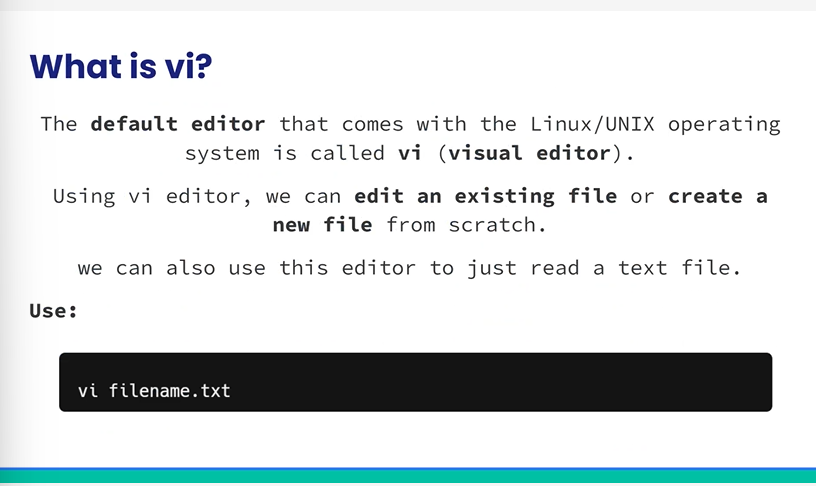 What is vi?
The default editor that comes with the Linux/UNIX operating
system is called vi (visual editor).
Using vi editor, we can edit an existing file or create a
new file from scratch.
we can also use this editor to just read a text file.
Use:
vi filename.txt